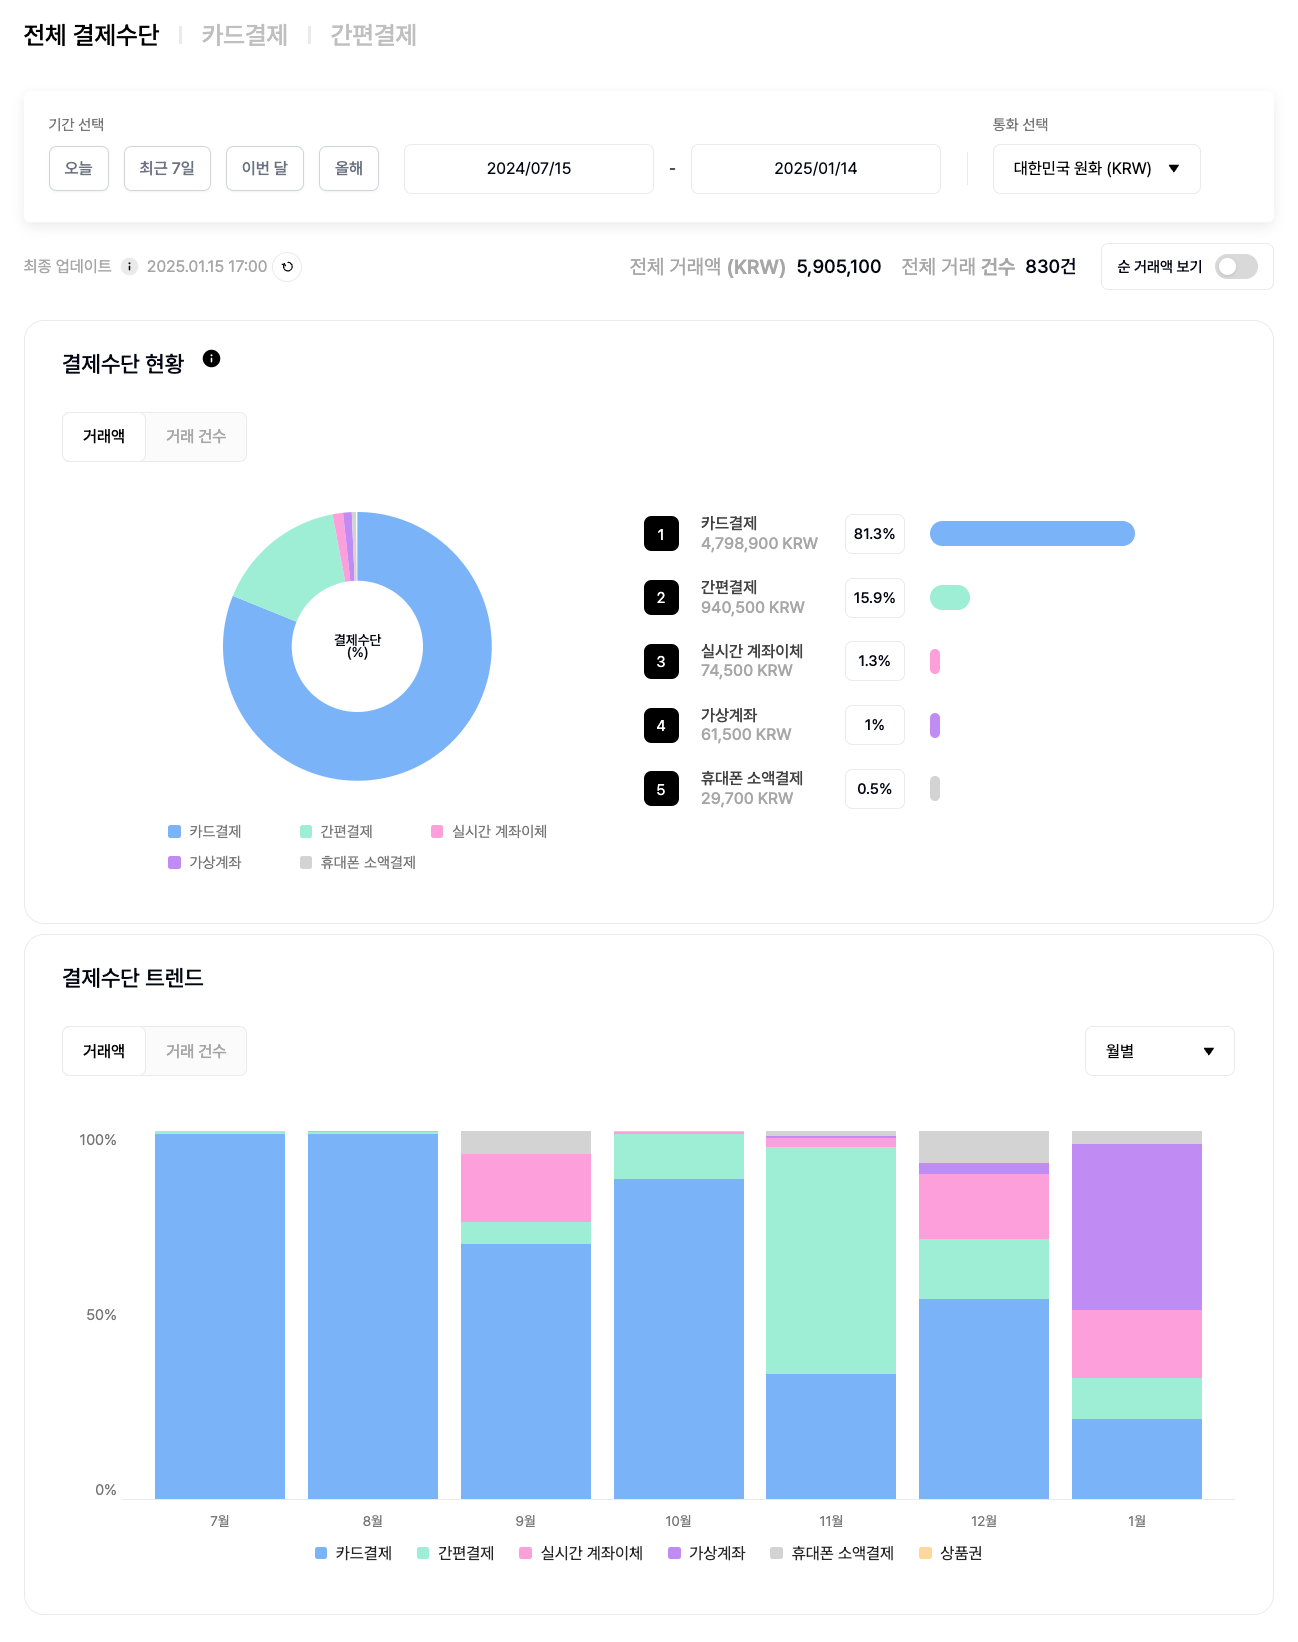 전체 결제수단 | 카드결제 | 간편결제
기간 선택
통화 선택
오늘 최근 7일 이번 달 올해 2024/07/15 - 2025/01/14 대한민국 원화 (KRW)
최종 업데이트 2025.01.15 17:00 전체 거래액 (KRW) 5,905,100 전체 거래 건수 830건 순 거래액 보기
결제수단 현황
거래액 거래 건수
결제수단
(%)
카드결제 간편결제 실시간 계좌이체
가상계좌 휴대폰 소액결제
1 카드결제 81.3%
4,798,900 KRW
2 간편결제 15.9%
940,500 KRW
3 실시간 계좌이체 1.3%
74,500 KRW
4 가상계좌 1%
61,500 KRW
5 휴대폰 소액결제 0.5%
29,700 KRW
결제수단 트렌드
거래액 거래 건수 월별
100%
50%
0%
7월 8월 9월 10월 11월 12월 1월
카드결제 간편결제 실시간 계좌이체 가상계좌 휴대폰 소액결제 상품권